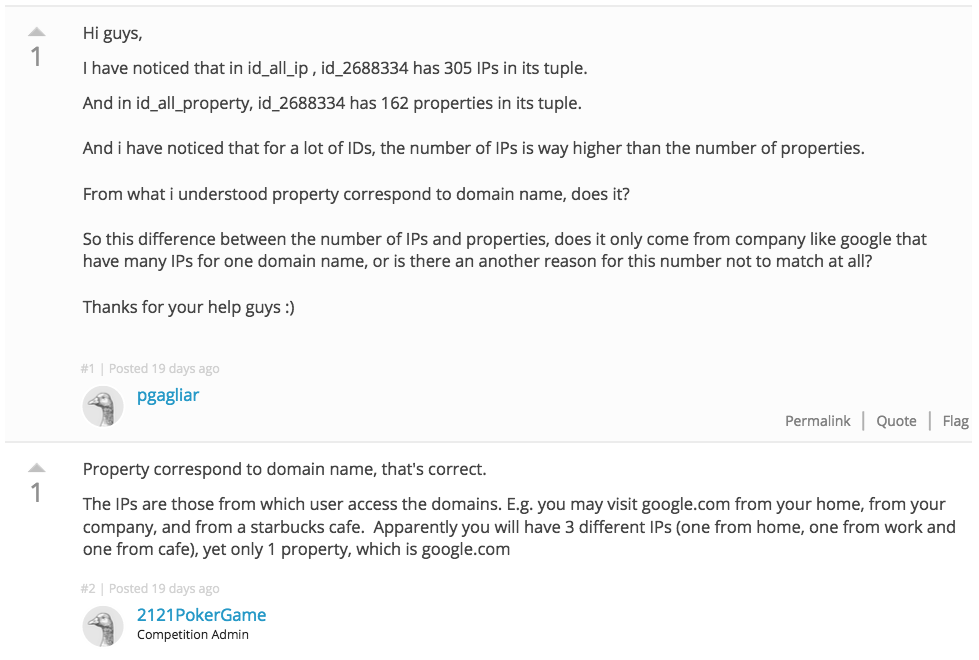 Hi guys,
1
I have noticed that in id_all_ip , id_2688334 has 305 IPs in its tuple.
And in id_all_property, id_2688334 has 162 properties in its tuple.
And i have noticed that for a lot of IDs, the number of IPs is way higher than the number of properties.
From what i understood property correspond to domain name, does it?
So this difference between the number of IPs and properties, does it only come from company like google that
have many IPs for one domain name, or is there an another reason for this number not to match at all?
Thanks for your help guys :)
#1 | Posted 19 days ago
pgagliar
Permalink | Quote | Flag
Property correspond to domain name, that's correct.
1
The IPs are those from which user access the domains. E.g. you may visit google.com from your home, from your
company, and from a starbucks cafe. Apparently you will have 3 different IPs (one from home, one from work and
one from cafe), yet only 1 property, which is google.com
#2 | Posted 19 days ago
2121PokerGame
Competition Admin